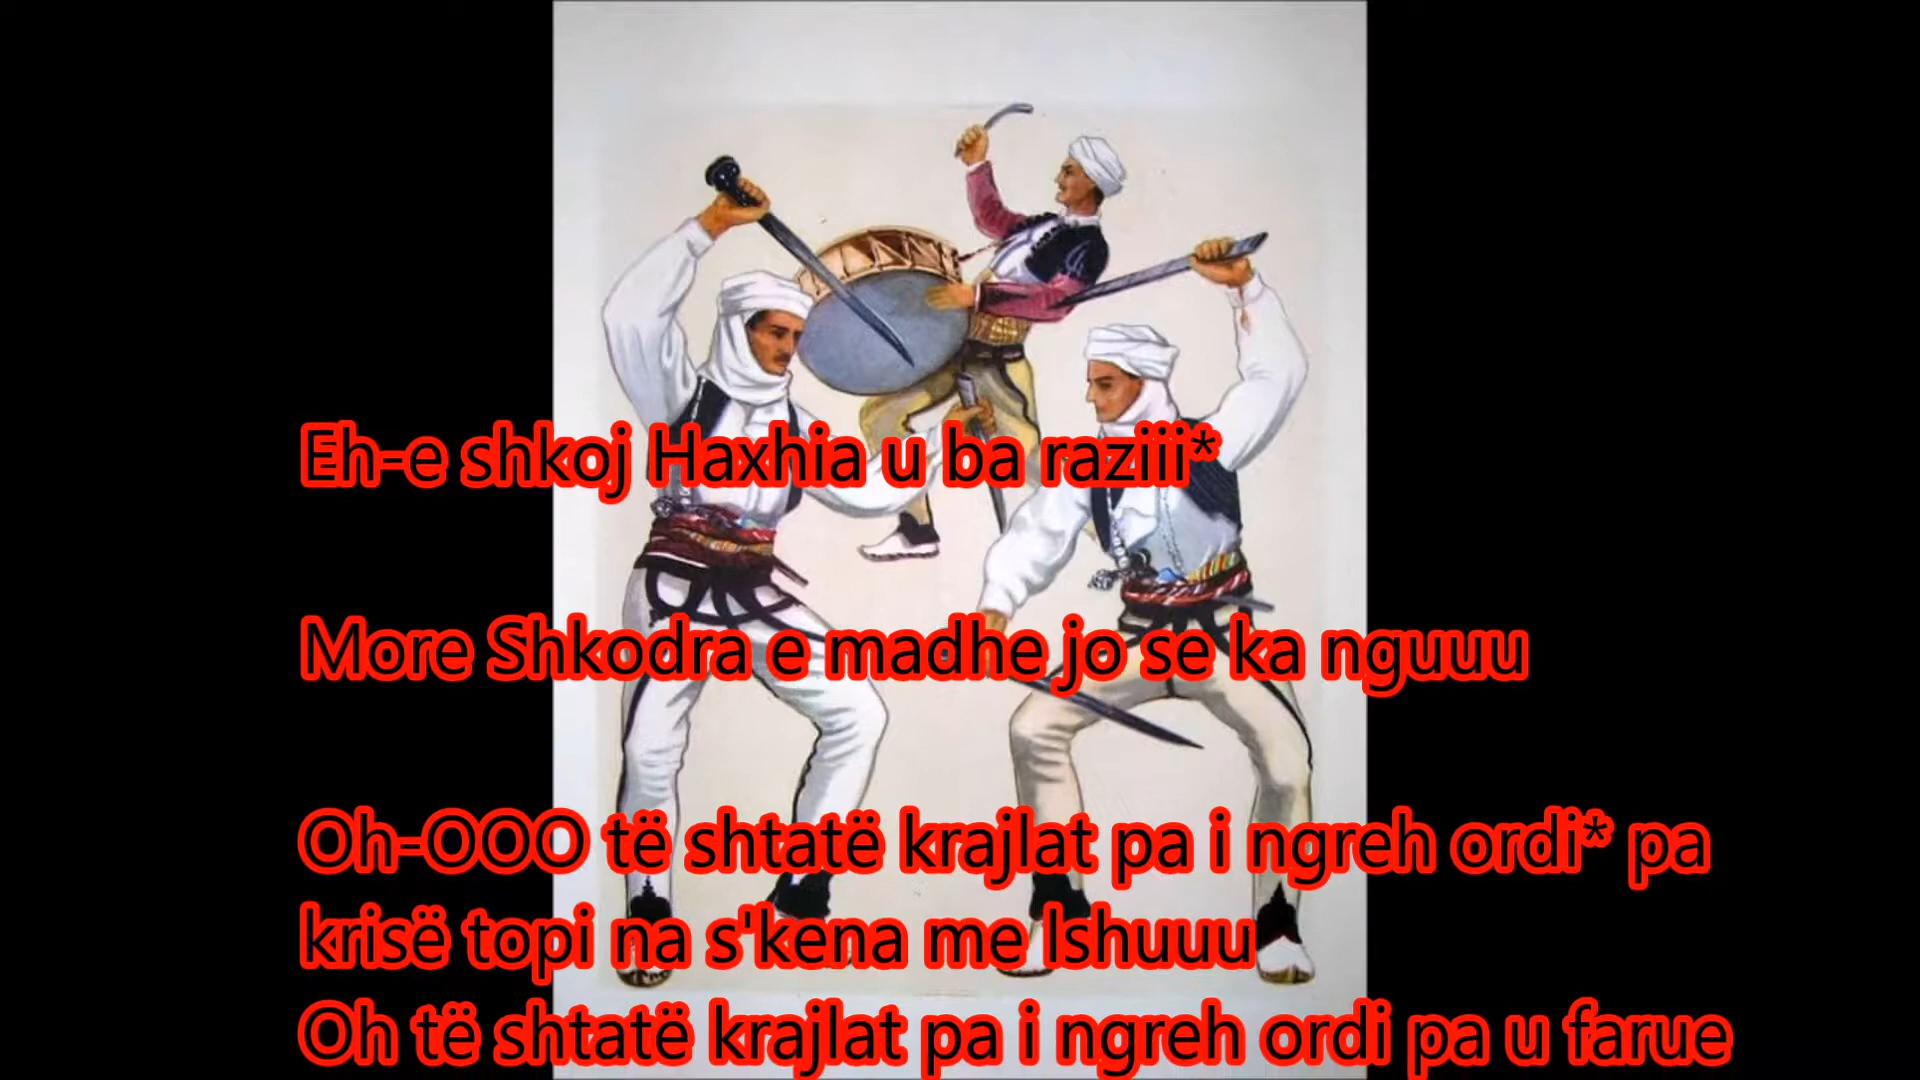 Eh-e shkoj Haxhia u ba raziii*
More Shkodra e madhe jo se ka nguuu
Oh-OOO të shtatë krajlat pa i ngreh ordi* pa
krisë topi na s'kena me lshuuu
Oh të shtatë krajlat pa i ngreh ordi pa u farue